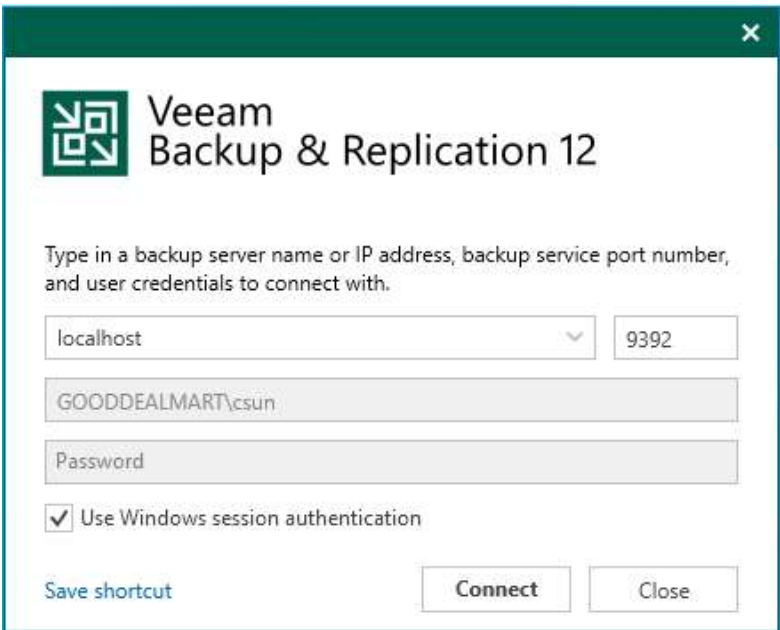 Veeam
Backup & Replication 12
Type in a backup server name or IP address, backup service port number,
and user credentials to connect with.
localhost
9392
GOODDEALMART\csun
Password
Use Windows session authentication
Save shortcut
Connect
Close